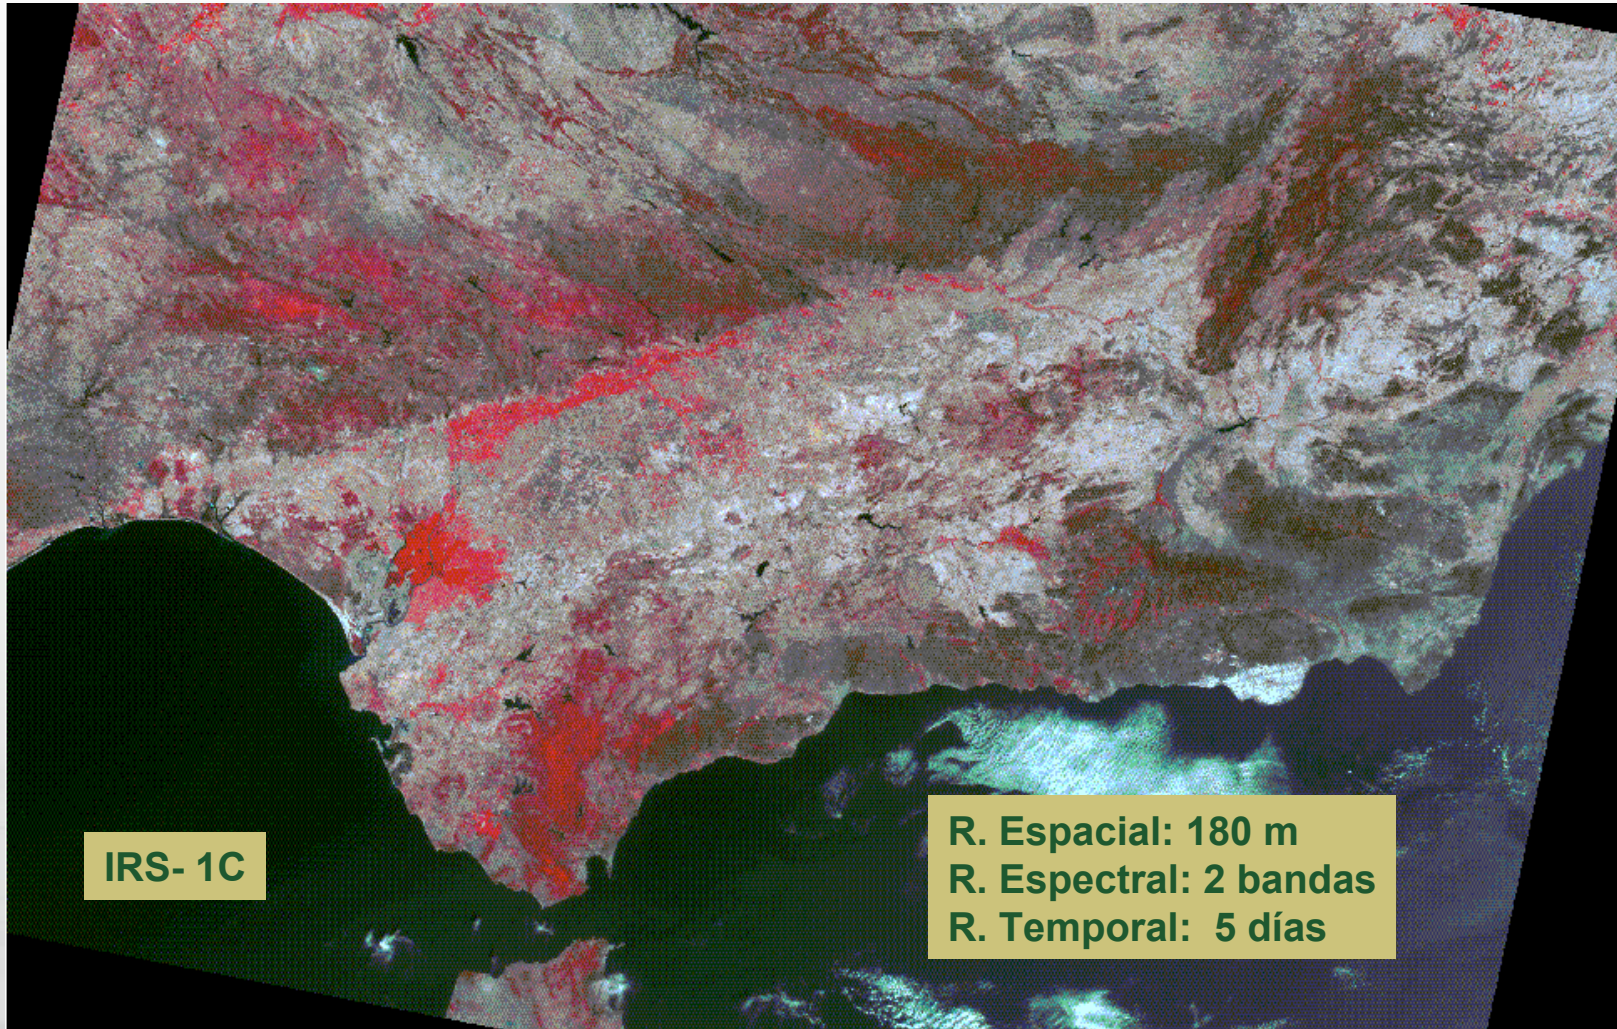 IRS- 1C
R. Espacial: 180 m
R. Espectral: 2 bandas
R. Temporal:  5 días